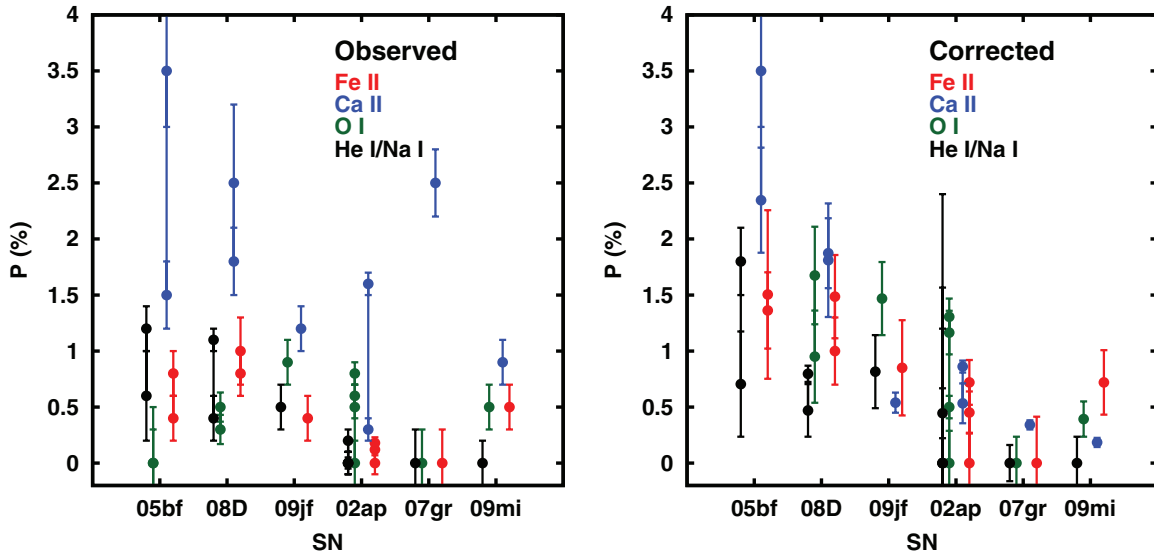 Observed
Fe II
Ca II
O I
He I/Na I
P (%)
4
3.5
3
2.5
2
1.5
1
0.5
0
05bf 08D 09jf 02ap 07gr 09mi
SN
Corrected
Fe II
Ca II
O I
He I/Na I
P (%)
4
3.5
3
2.5
2
1.5
1
0.5
0
05bf 08D 09jf 02ap 07gr 09mi
SN